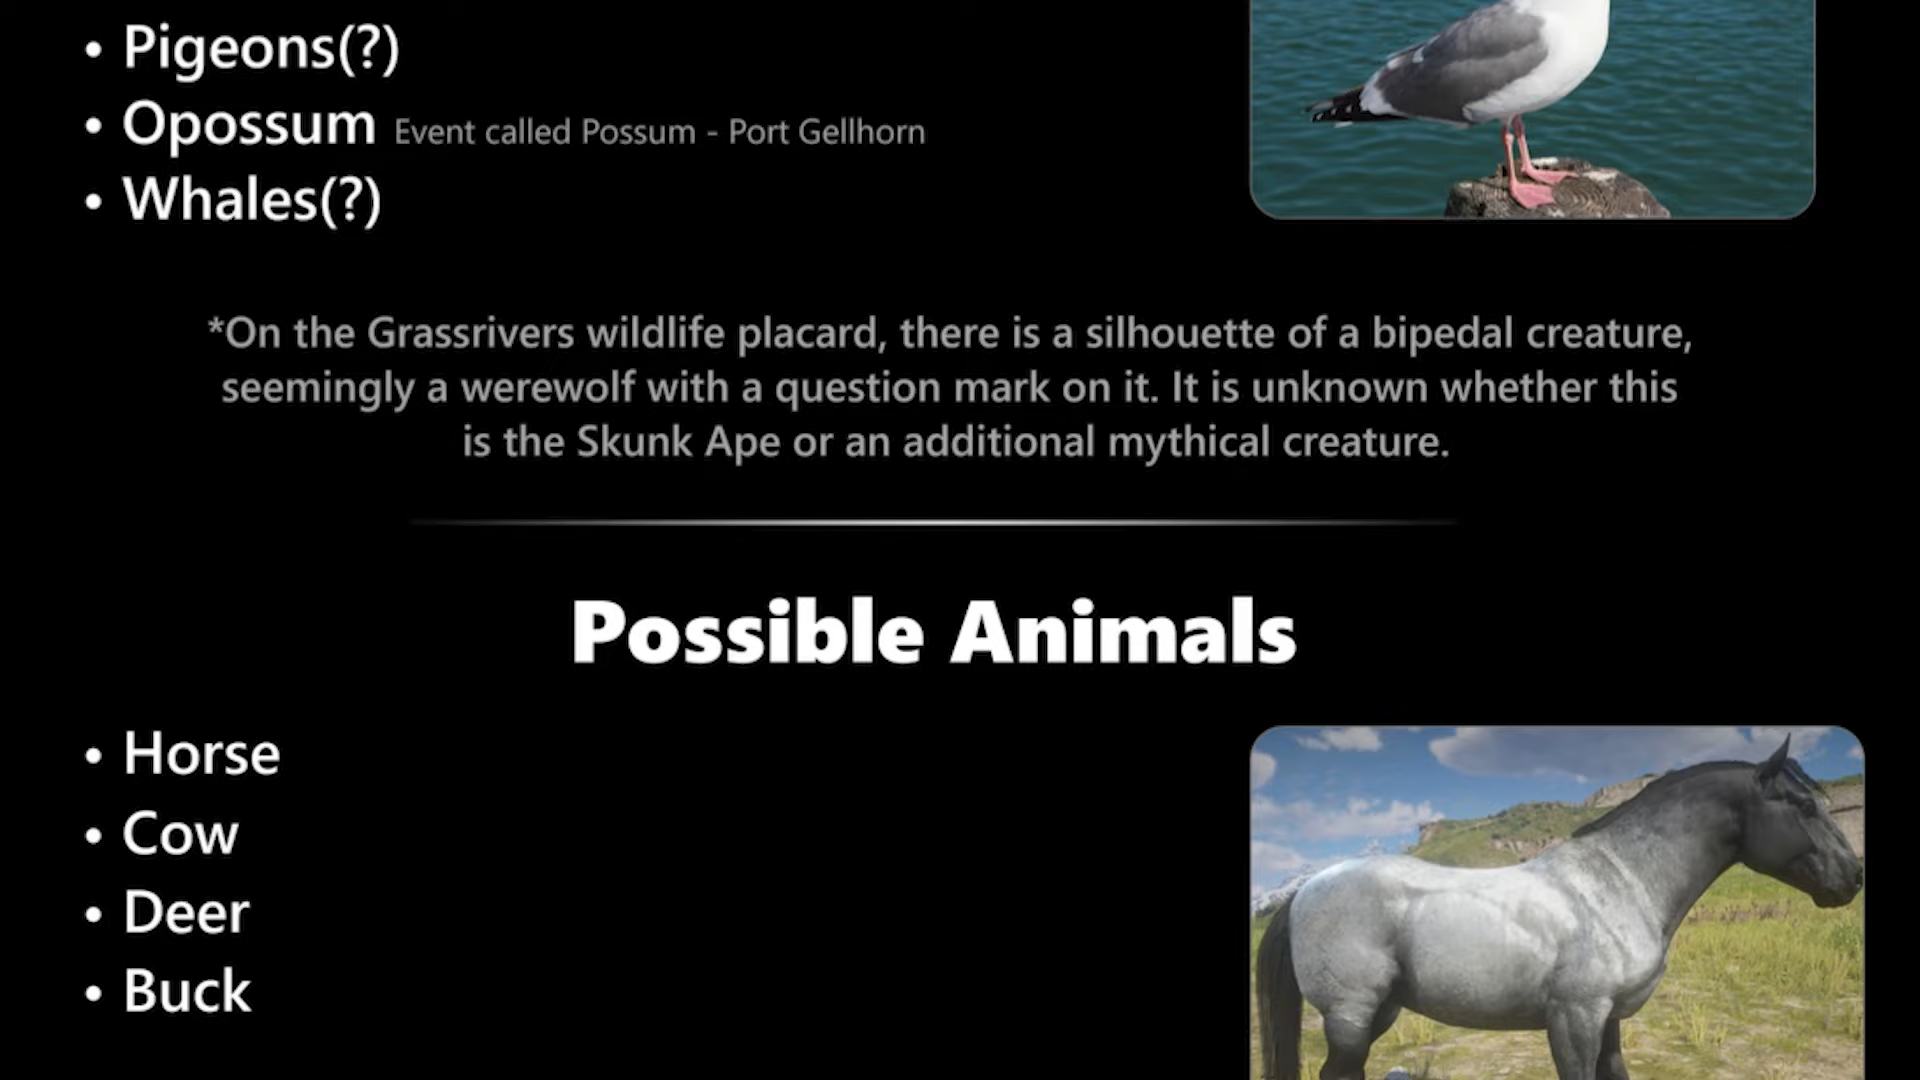 • Pigeons(?)
• Opossum Event called Possum - Port Gellhorn
• Whales(?)
*On the Grassrivers wildlife placard, there is a silhouette of a bipedal creature,
seemingly a werewolf with a question mark on it. It is unknown whether this
is the Skunk Ape or an additional mythical creature.
Possible Animals
• Horse
• Cow
• Deer
• Buck